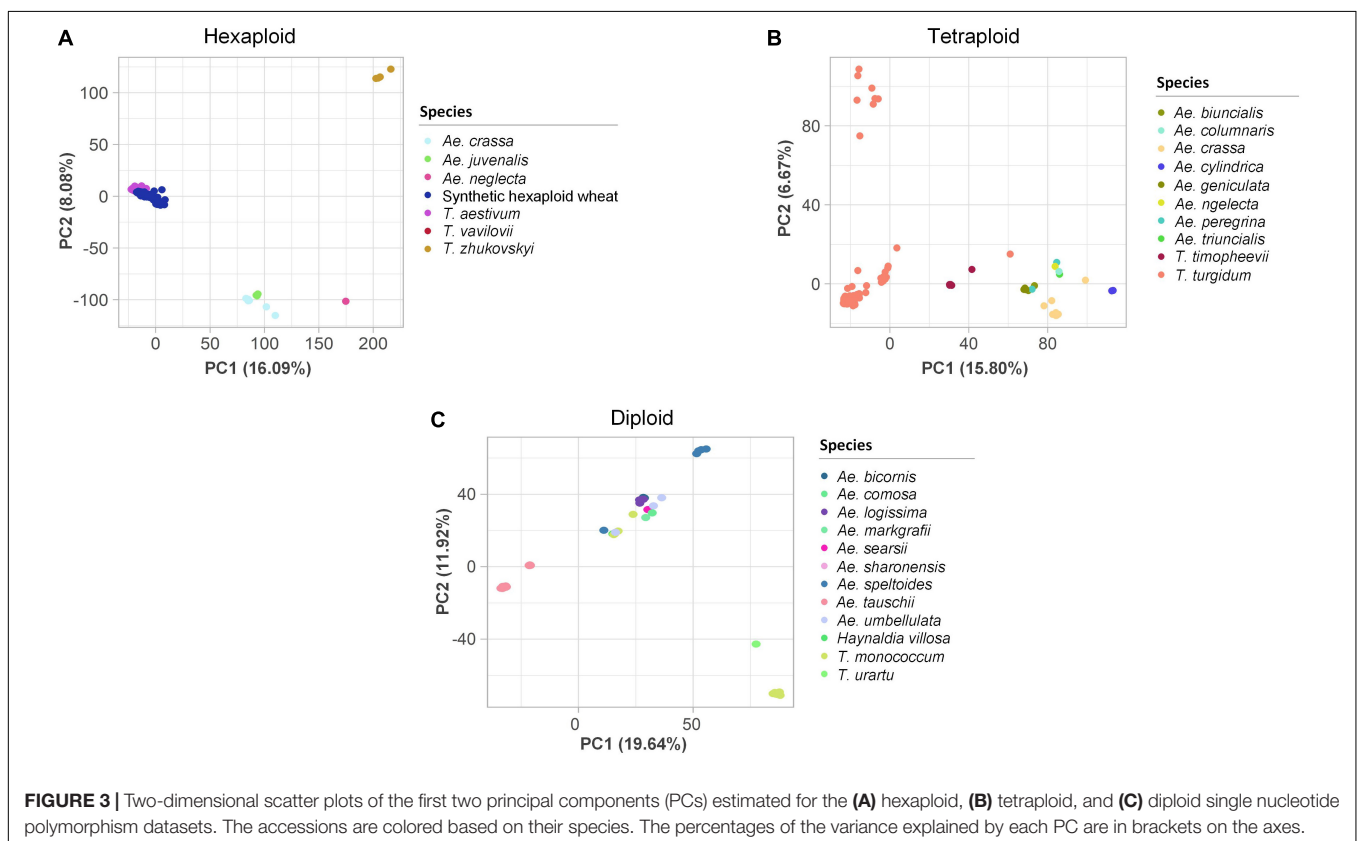 A
Hexaploid
100
50
0
-50
-100
PC2 (8.08%)
0 50 100 150 200
PC1 (16.09%)
Species
Ae. crassa
Ae. juvenalis
Ae. neglecta
Synthetic hexaploid wheat
T. aestivum
T. vavilovii
T. zhukovskyi
B
Tetraploid
80
40
0
PC2 (6.67%)
0 40 80
PC1 (15.80%)
Species
Ae. biuncialis
Ae. columnaris
Ae. crassa
Ae. cylindrica
Ae. geniculata
Ae. ngelecta
Ae. peregrina
Ae. triuncialis
T. timopheevii
T. turgidum
C
Diploid
40
0
-40
PC2 (11.92%)
0 50
PC1 (19.64%)
Species
Ae. bicornis
Ae. comosa
Ae. logissima
Ae. markgrafii
Ae. searsii
Ae. sharonensis
Ae. speltoides
Ae. tauschii
Ae. umbellulata
Haynaldia villosa
T. monococcum
T. urartu
FIGURE 3 | Two-dimensional scatter plots of the first two principal components (PCs) estimated for the (A) hexaploid, (B) tetraploid, and (C) diploid single nucleotide
polymorphism datasets. The accessions are colored based on their species. The percentages of the variance explained by each PC are in brackets on the axes.